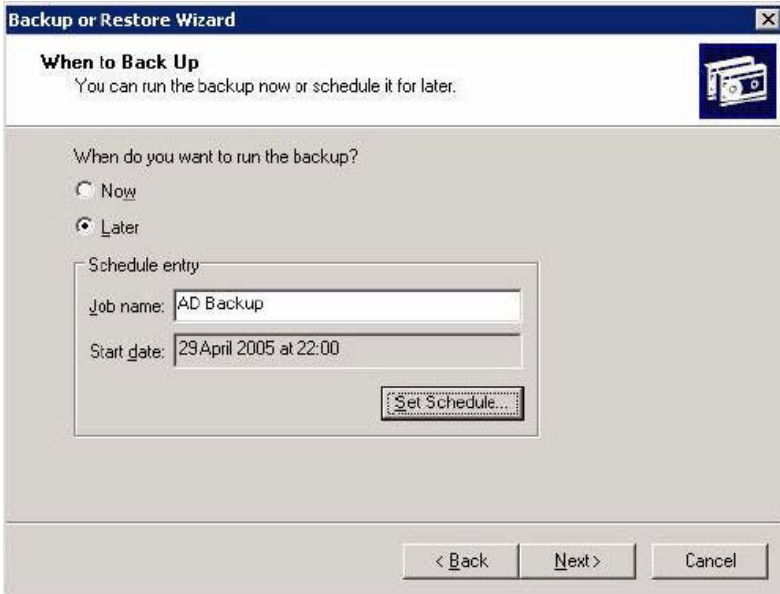 Backup or Restore Wizard
When to Back Up
You can run the backup now or schedule it for later.
When do you want to run the backup?
Now
Later
Schedule entry
Job name: AD Backup
Start date: 29 April 2005 at 22:00
Set Schedule...
< Back Next > Cancel